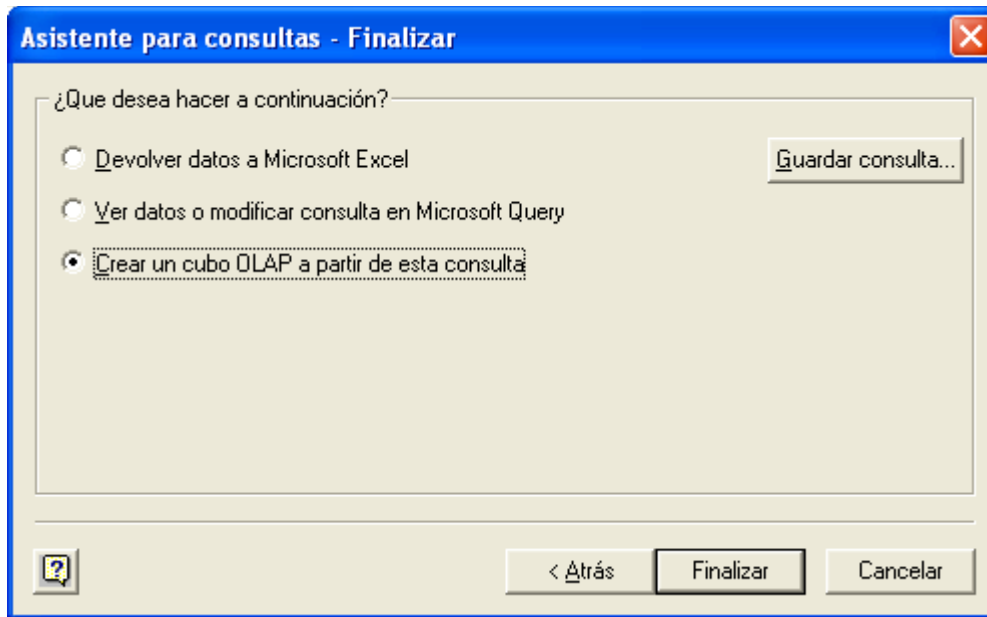 Asistente para consultas - Finalizar
¿Que desea hacer a continuación?
Devolver datos a Microsoft Excel
Guardar consulta...
Ver datos o modificar consulta en Microsoft Query
Crear un cubo OLAP a partir de esta consulta
?
< Atrás
Finalizar
Cancelar